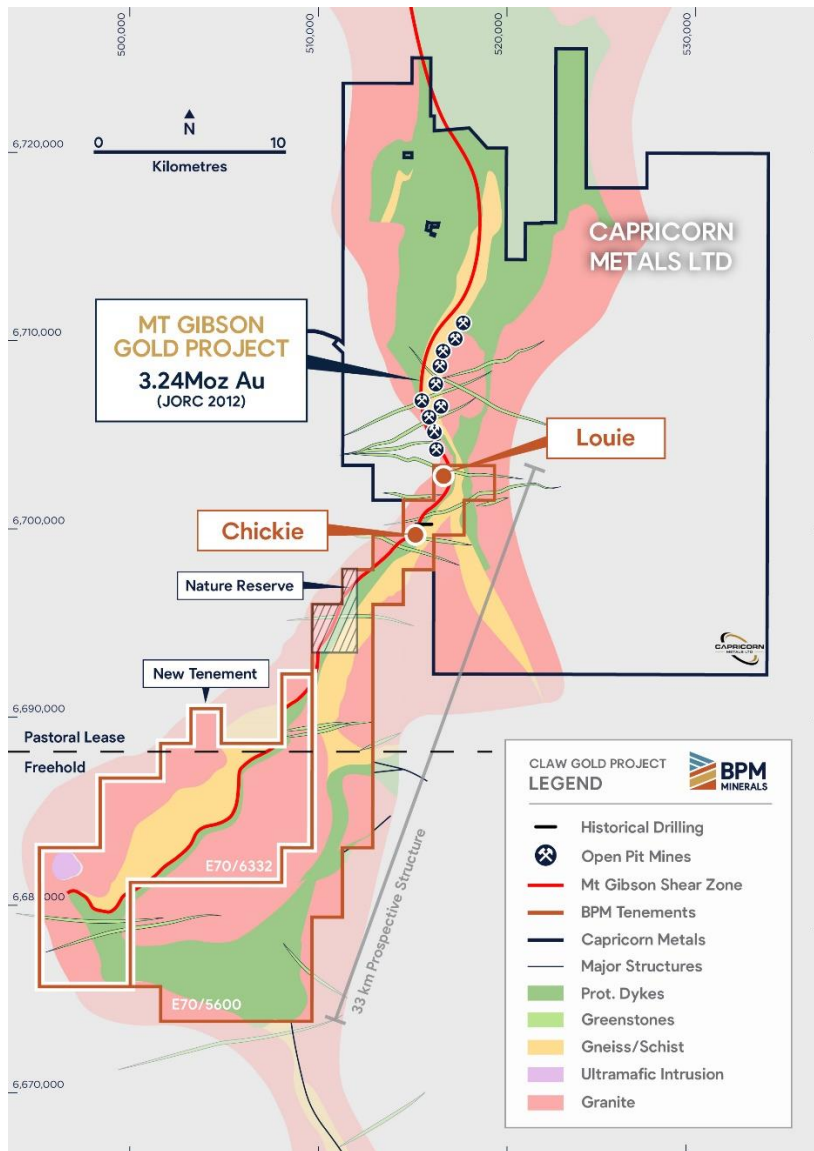 500,000
510,000
520,000
530,000
6,720,000
N
0
10
Kilometres
CAPRICORN
METALS LTD
6,710,000
MT GIBSON
GOLD PROJECT
3.24Moz Au
(JORC 2012)
Louie
6,700,000
Chickie
Nature Reserve
CAPRICORN
METALS LTD
New Tenement
6,690,000
Pastoral Lease
Freehold
33 km Prospective Structure
E70/6332
E70/5600
6,670,000
CLAW GOLD PROJECT
LEGEND
BPM
MINERALS
Historical Drilling
Open Pit Mines
Mt Gibson Shear Zone
BPM Tenements
Capricorn Metals
Major Structures
Prot. Dykes
Greenstones
Gneiss/Schist
Ultramafic Intrusion
Granite